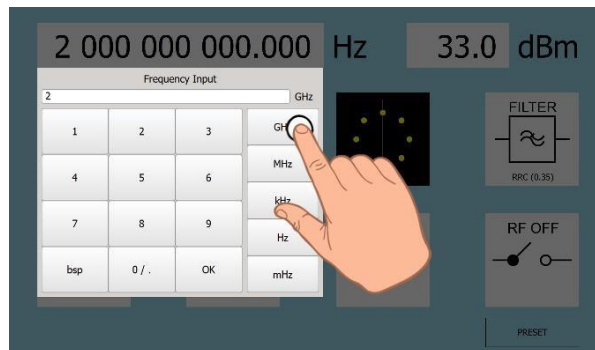 2 000 000 000.000 Hz
33.0 dBm
Frequency Input
2 GHz
1 2 3
4 5 6 MHz
7 8 9 kHz
bsp 0 / . OK Hz
mHz
FILTER
RRC (0.35)
RF OFF
PRESET